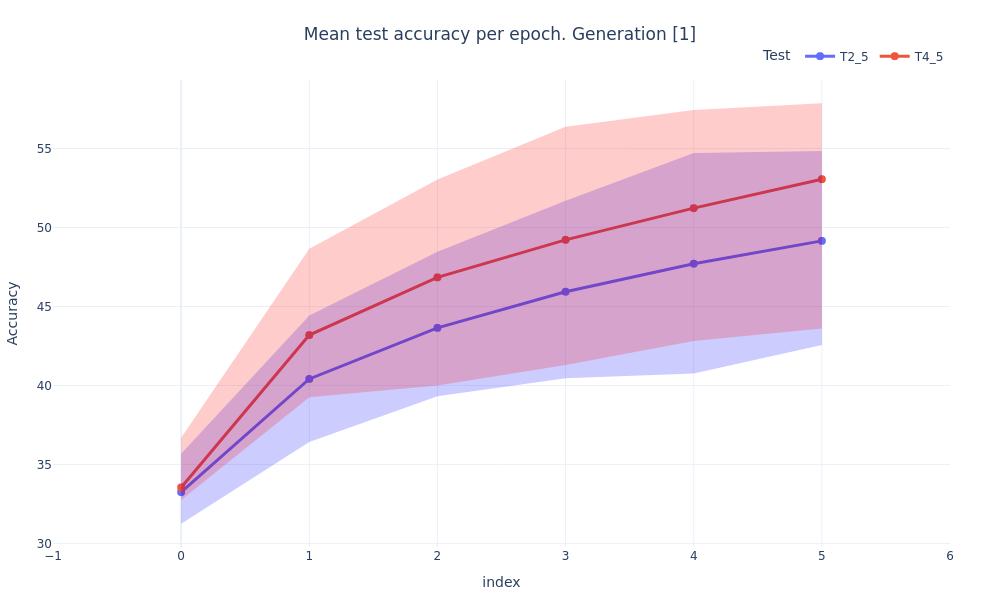 Mean test accuracy per epoch. Generation [1]
Test T2_5 T4_5
55
50
45
40
35
30
Accuracy
−1 0 1 2 3 4 5 6
index